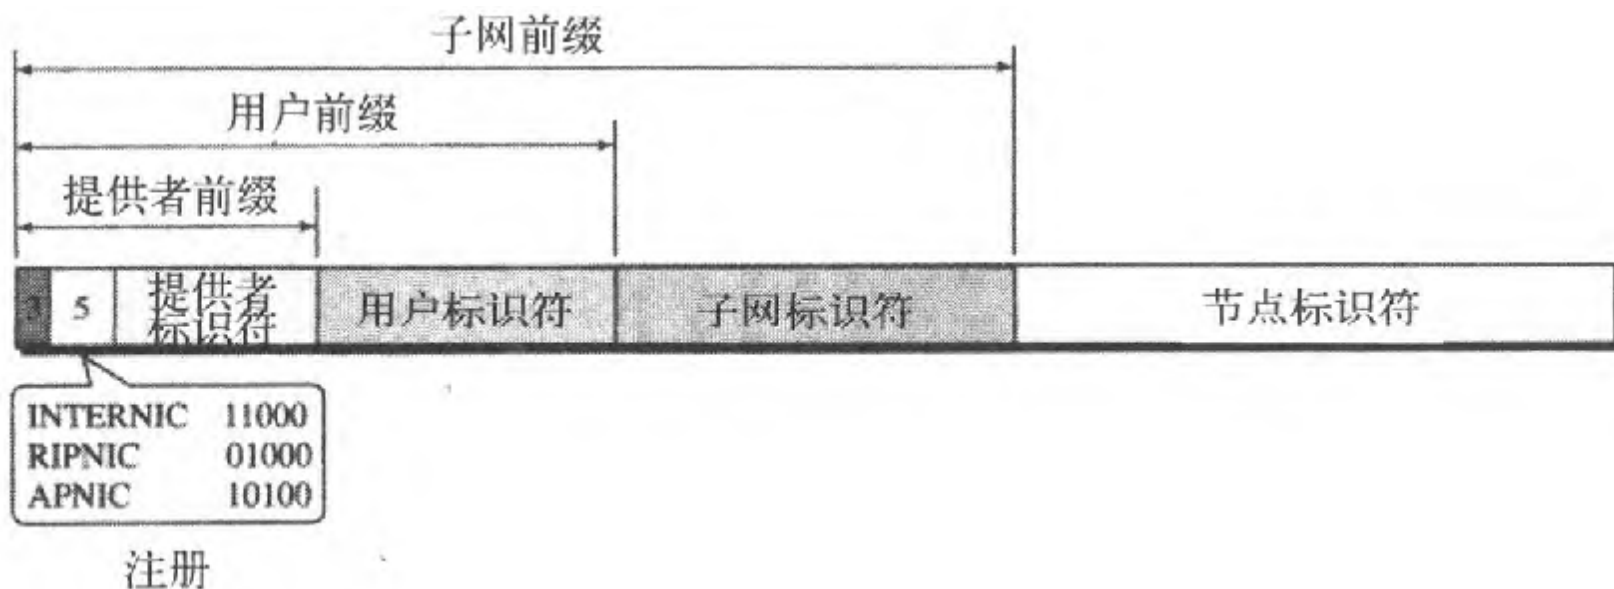 子网前缀
用户前缀
提供者前缀
3 5 提供者 用户标识符 子网标识符 节点标识符
标识符
INTERNIC 11000
RIPNIC 01000
APNIC 10100
注册